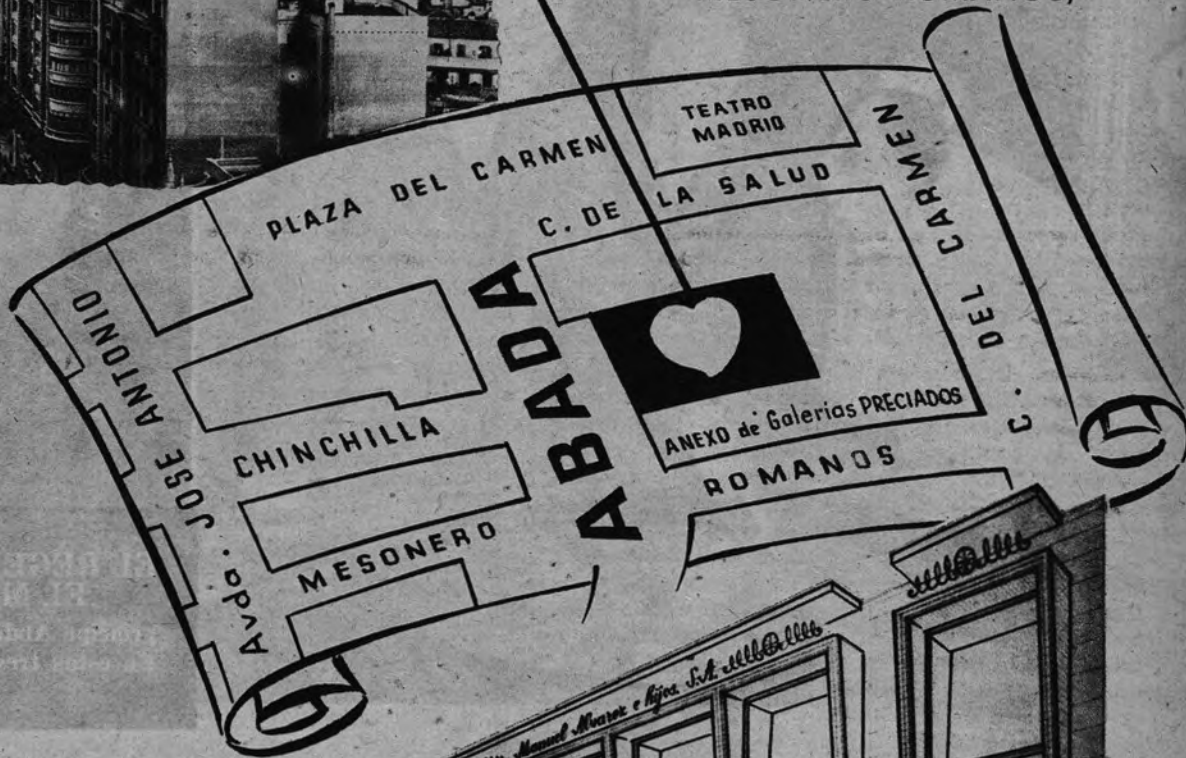 TEATRO
MADRID
PLAZA DEL CARMEN
C. DE LA SALUD
C. DEL CARMEN
Avda. JOSE ANTONIO
ABADA
CHINCHILLA
ANEXO de Galerías PRECIADOS
MESONERO
ROMANOS
Manuel Alvarez e hijos S.A.